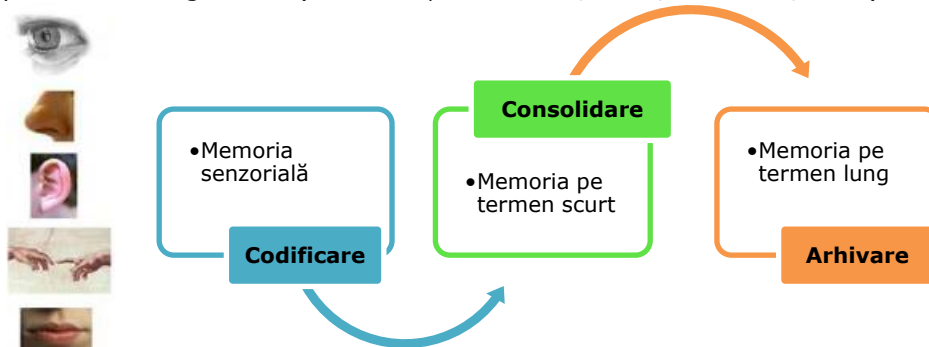 •Memoria
senzorială
Codificare
Consolidare
•Memoria pe
termen scurt
•Memoria pe
termen lung
Arhivare